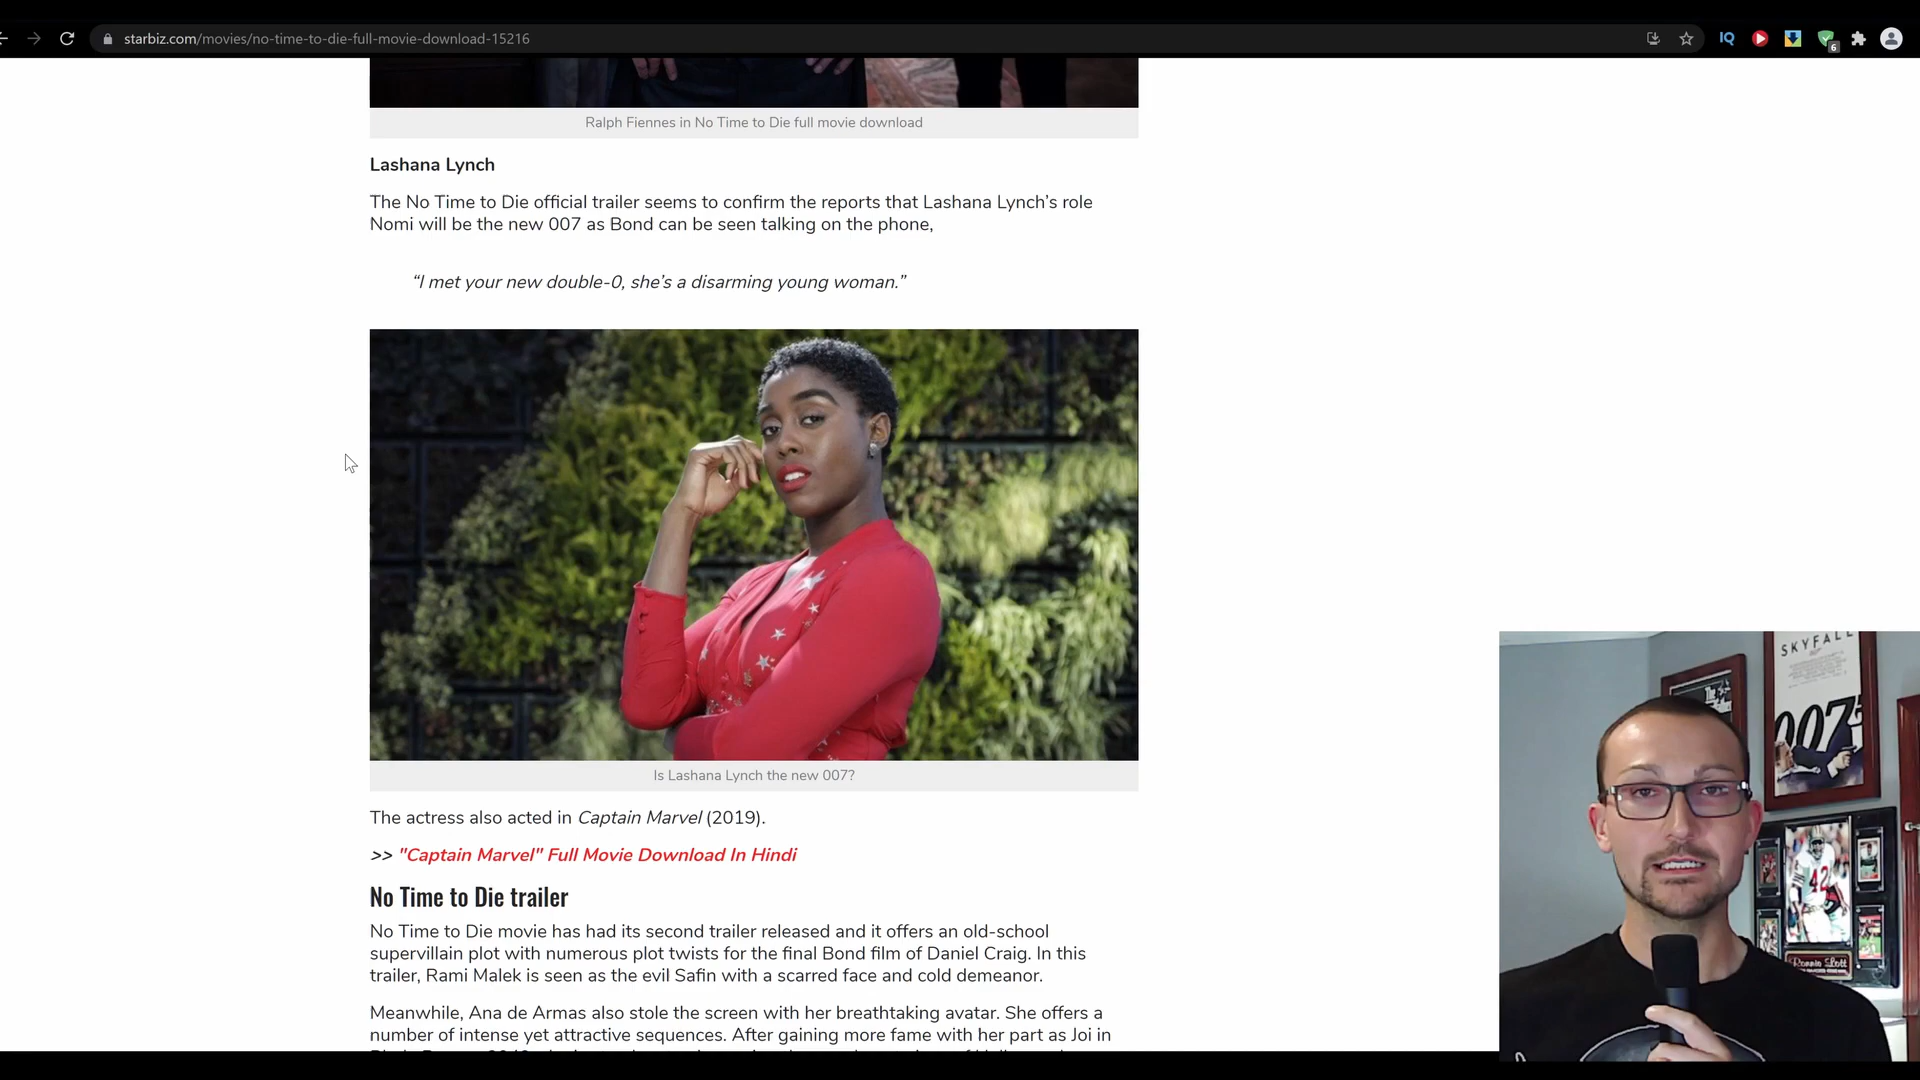 starbiz.com/movies/no-time-to-die-full-movie-download-15216
IQ
6
Ralph Fiennes in No Time to Die full movie download
Lashana Lynch
The No Time to Die official trailer seems to confirm the reports that Lashana Lynch's role
Nomi will be the new 007 as Bond can be seen talking on the phone,
“I met your new double-0, she's a disarming young woman.”
Is Lashana Lynch the new 007?
The actress also acted in Captain Marvel (2019).
>> "Captain Marvel" Full Movie Download In Hindi
No Time to Die trailer
No Time to Die movie has had its second trailer released and it offers an old-school
supervillain plot with numerous plot twists for the final Bond film of Daniel Craig. In this
trailer, Rami Malek is seen as the evil Safin with a scarred face and cold demeanor.
Meanwhile, Ana de Armas also stole the screen with her breathtaking avatar. She offers a
number of intense yet attractive sequences. After gaining more fame with her part as Joi in
SKYFALL
007
42
Ronnie Lott